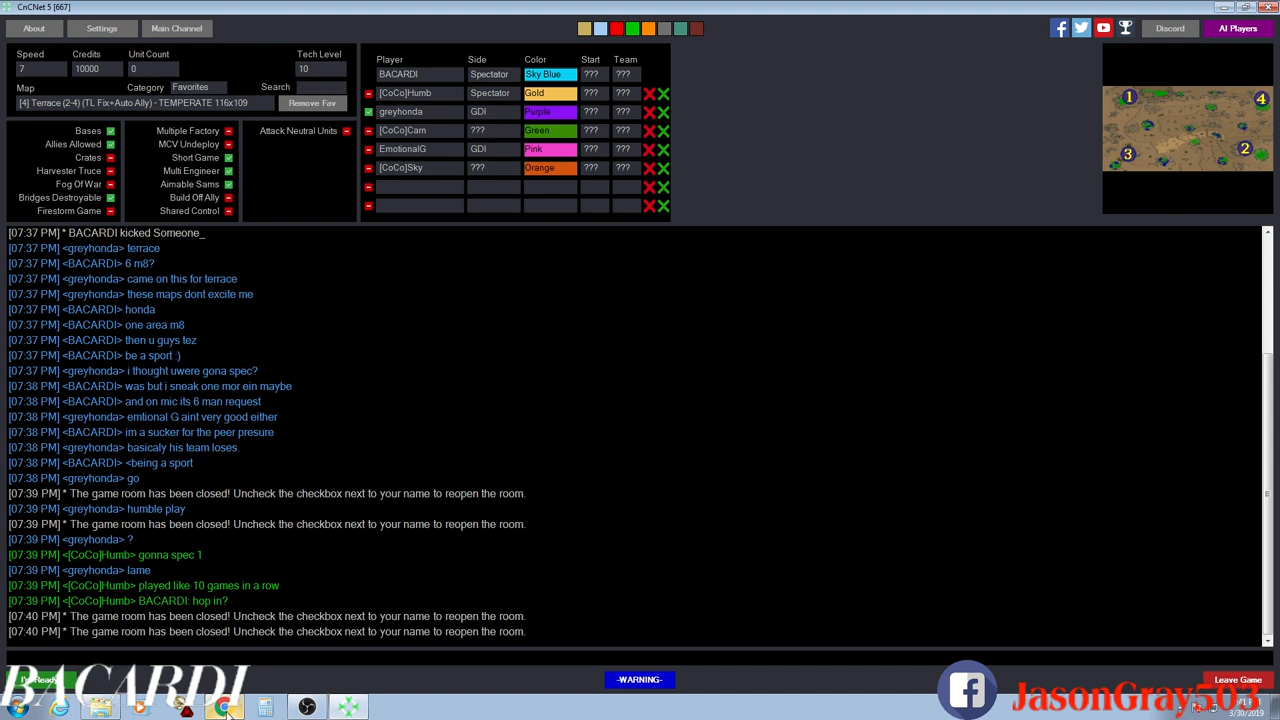 CnCNet 5 [667]
About Settings Main Channel Discord AI Players
Speed Credits Unit Count Tech Level
7 10000 0 10
Map Category Favorites Search
[4] Terrace (2-4) (TL Fix+Auto Ally) - TEMPERATE 116x109 Remove Fav
Bases Multiple Factory Attack Neutral Units
Allies Allowed MCV Undeploy
Crates Short Game
Harvester Truce Multi Engineer
Fog Of War Aimable Sams
Bridges Destroyable Build Off Ally
Firestorm Game Shared Control
Player Side Color Start Team
BACARDI Spectator Sky Blue ??? ???
[CoCo]Humb Spectator Gold ??? ???
greyhonda GDI Purple ??? ???
[CoCo]Carn ??? Green ??? ???
EmotionalG GDI Pink ??? ???
[CoCo]Sky ??? Orange ??? ???
1 4
3 2
[07:37 PM] * BACARDI kicked Someone_
[07:37 PM] <greyhonda> terrace
[07:37 PM] <BACARDI> 6 m8?
[07:37 PM] <greyhonda> came on this for terrace
[07:37 PM] <greyhonda> these maps dont excite me
[07:37 PM] <BACARDI> honda
[07:37 PM] <BACARDI> one area m8
[07:37 PM] <BACARDI> then u guys tez
[07:37 PM] <BACARDI> be a sport :)
[07:37 PM] <greyhonda> i thought uwere gona spec?
[07:38 PM] <BACARDI> was but i sneak one mor ein maybe
[07:38 PM] <BACARDI> and on mic its 6 man request
[07:38 PM] <greyhonda> emtional G aint very good either
[07:38 PM] <BACARDI> im a sucker for the peer presure
[07:38 PM] <greyhonda> basicaly his team loses.
[07:38 PM] <BACARDI> <being a sport
[07:38 PM] <greyhonda> go
[07:39 PM] * The game room has been closed! Uncheck the checkbox next to your name to reopen the room.
[07:39 PM] <greyhonda> humble play
[07:39 PM] * The game room has been closed! Uncheck the checkbox next to your name to reopen the room.
[07:39 PM] <greyhonda> ?
[07:39 PM] <[CoCo]Humb> gonna spec 1
[07:39 PM] <greyhonda> lame
[07:39 PM] <[CoCo]Humb> played like 10 games in a row
[07:39 PM] <[CoCo]Humb> BACARDI: hop in?
[07:40 PM] * The game room has been closed! Uncheck the checkbox next to your name to reopen the room.
[07:40 PM] * The game room has been closed! Uncheck the checkbox next to your name to reopen the room.
-WARNING- Leave Game
BACARDI
JasonGray503
3/30/2019